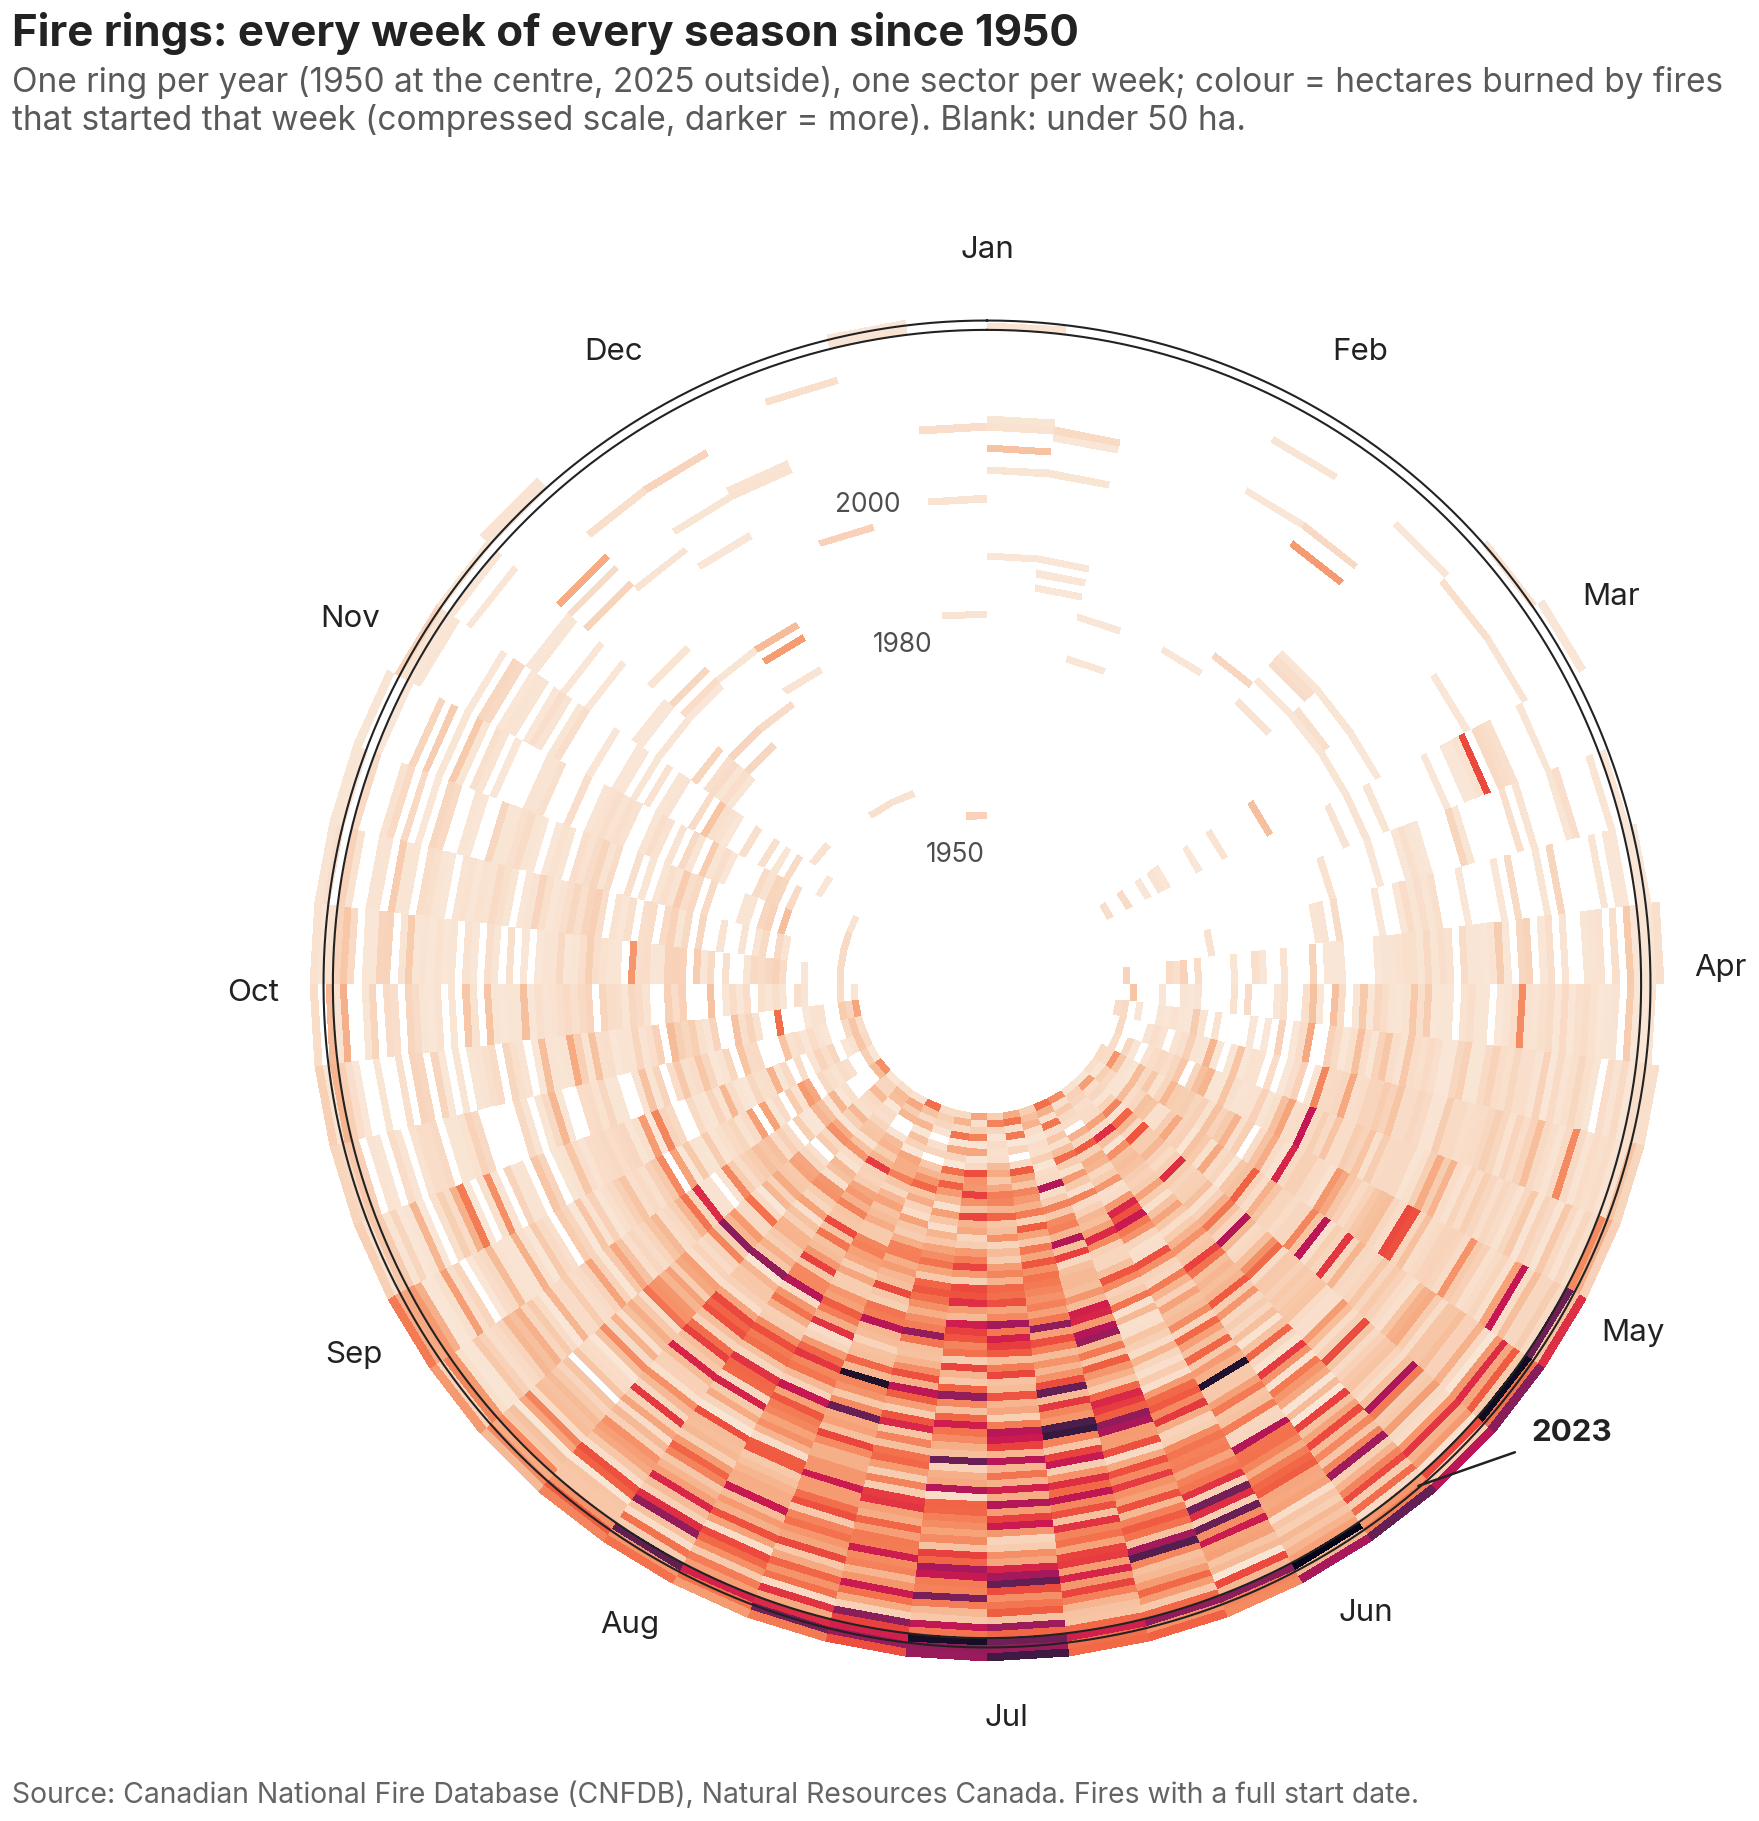 Fire rings: every week of every season since 1950
One ring per year (1950 at the centre, 2025 outside), one sector per week; colour = hectares burned by fires
that started that week (compressed scale, darker = more). Blank: under 50 ha.
Jan
Dec
Feb
2000
Nov
Mar
1980
1950
Oct
Apr
Sep
May
2023
Aug
Jun
Jul
Source: Canadian National Fire Database (CNFDB), Natural Resources Canada. Fires with a full start date.